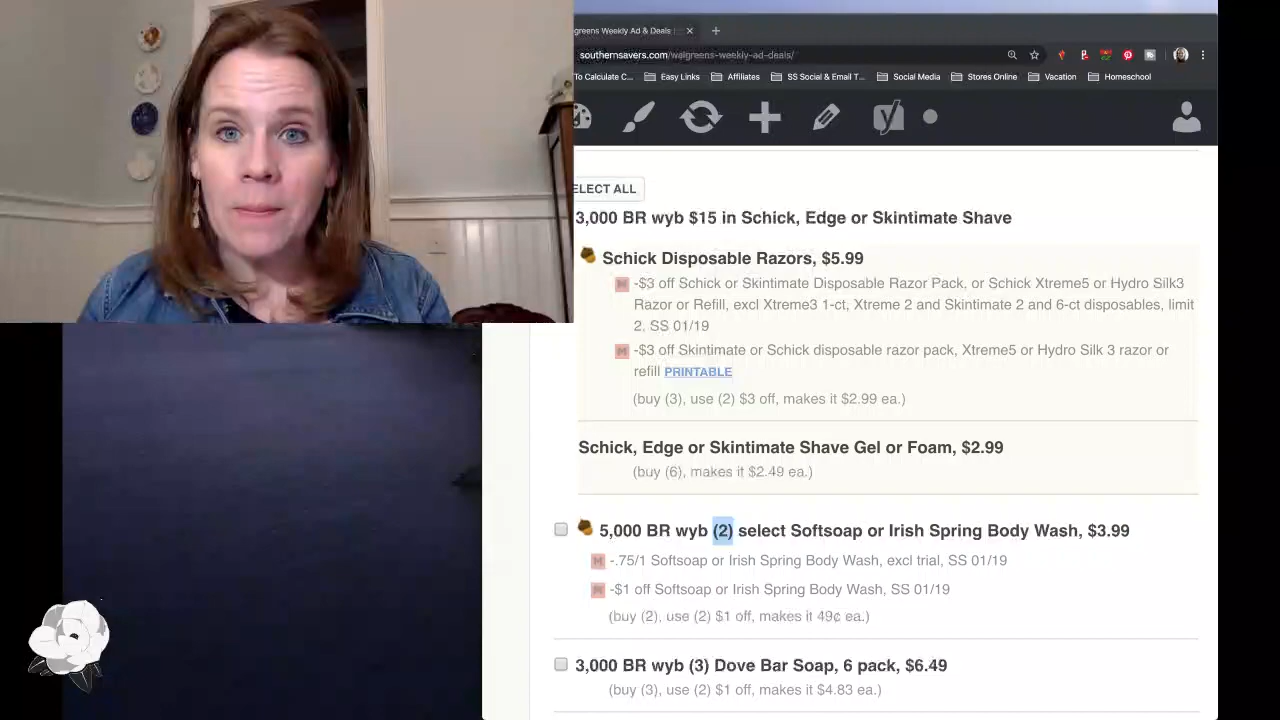 greens Weekly Ad & Deals
southernsavers.com/walgreens-weekly-ad-deals/
To Calculate C... Easy Links Affiliates SS Social & Email T... Social Media Stores Online Vacation Homeschool
ELECT ALL
3,000 BR wyb $15 in Schick, Edge or Skintimate Shave
Schick Disposable Razors, $5.99
M -$3 off Schick or Skintimate Disposable Razor Pack, or Schick Xtreme5 or Hydro Silk3
Razor or Refill, excl Xtreme3 1-ct, Xtreme 2 and Skintimate 2 and 6-ct disposables, limit
2, SS 01/19
M -$3 off Skintimate or Schick disposable razor pack, Xtreme5 or Hydro Silk 3 razor or
refill PRINTABLE
(buy (3), use (2) $3 off, makes it $2.99 ea.)
Schick, Edge or Skintimate Shave Gel or Foam, $2.99
(buy (6), makes it $2.49 ea.)
5,000 BR wyb (2) select Softsoap or Irish Spring Body Wash, $3.99
M -.75/1 Softsoap or Irish Spring Body Wash, excl trial, SS 01/19
M -$1 off Softsoap or Irish Spring Body Wash, SS 01/19
(buy (2), use (2) $1 off, makes it 49¢ ea.)
3,000 BR wyb (3) Dove Bar Soap, 6 pack, $6.49
(buy (3), use (2) $1 off, makes it $4.83 ea.)